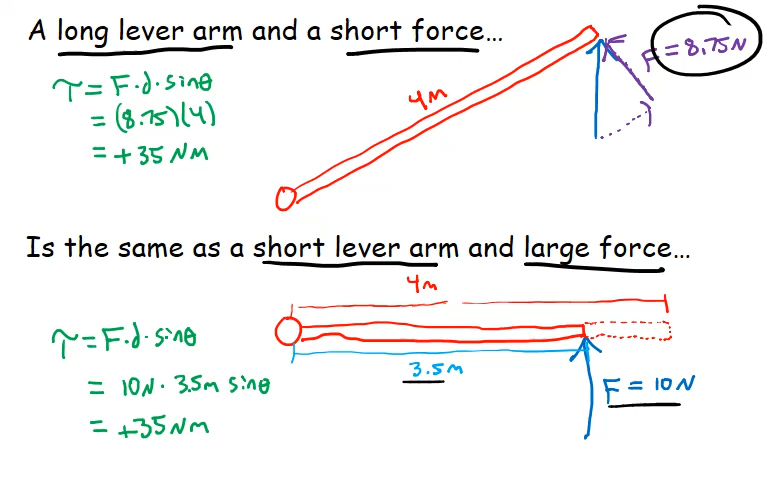 A long lever arm and a short force...
F = 8.75N
τ = F·d·sinθ
= (8.75)(4)
= +35 NM
4M
Is the same as a short lever arm and large force...
4M
τ = F·d·sinθ
= 10N · 3.5m sinθ
= +35NM
3.5m
F = 10N